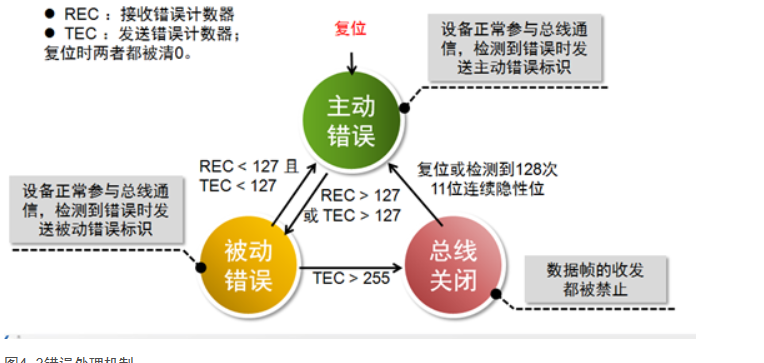 ● REC ：接收错误计数器
● TEC ：发送错误计数器；
复位时两者都被清0。
复位
设备正常参与总线通
信，检测到错误时发
送主动错误标识
主动
错误
REC < 127 且
TEC < 127
REC > 127
或 TEC > 127
复位或检测到128次
11位连续隐性位
设备正常参与总线通
信，检测到错误时发
送被动错误标识
被动
错误
TEC > 255
总线
关闭
数据帧的收发
都被禁止